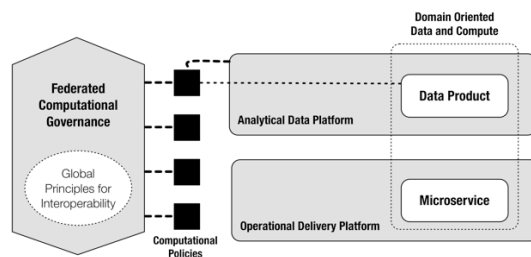 Domain Oriented
Data and Compute
Federated
Computational
Governance
Data Product
Analytical Data Platform
Global
Principles for
Interoperability
Microservice
Operational Delivery Platform
Computational
Policies